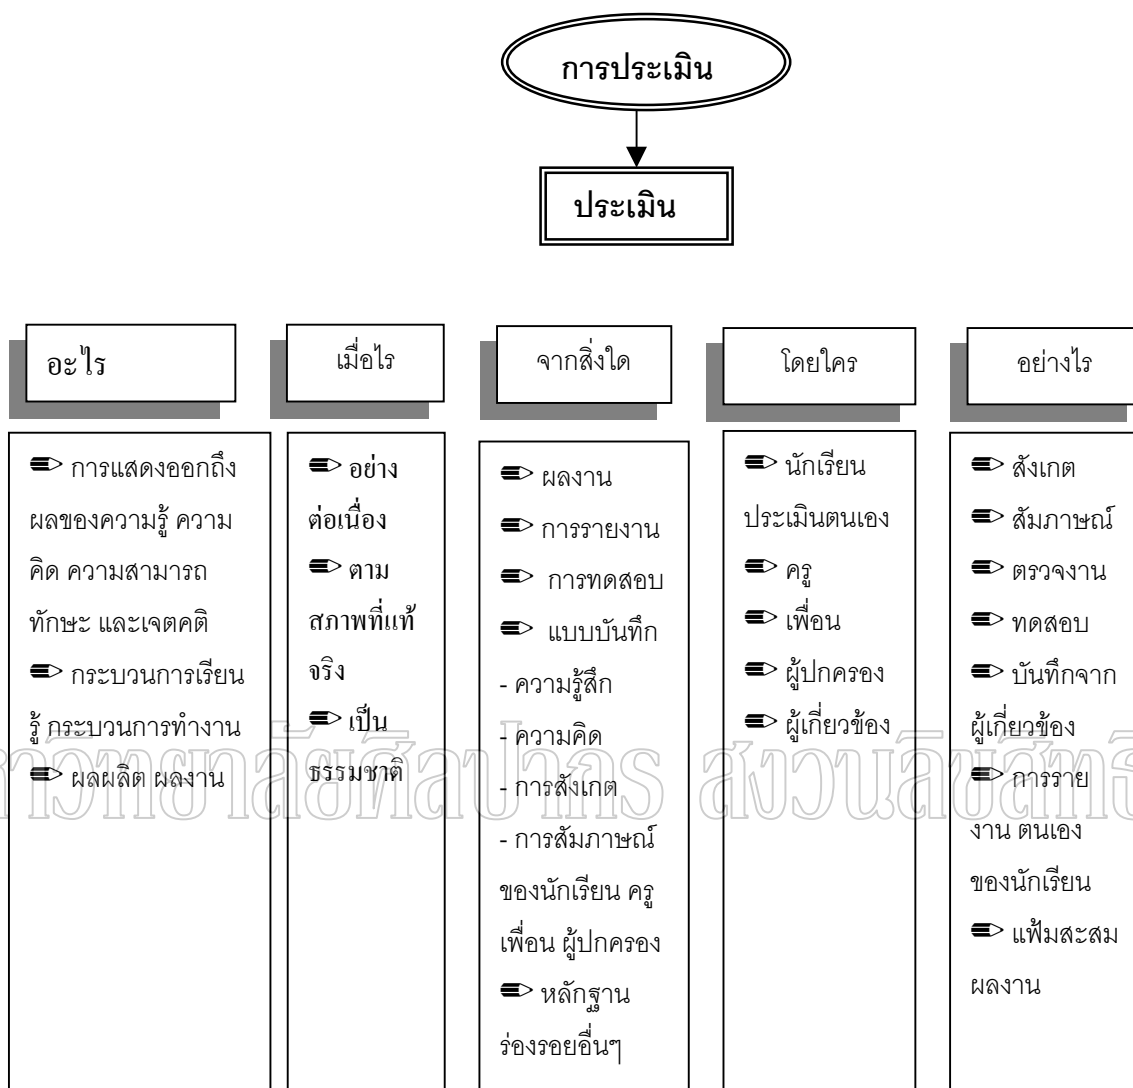 การประเมิน
ประเมิน
อะไร
การแสดงออกถึง
ผลของความรู้ ความ
คิด ความสามารถ
ทักษะ และเจตคติ
กระบวนการเรียน
รู้ กระบวนการทำงาน
ผลผลิต ผลงาน
เมื่อไร
อย่าง
ต่อเนื่อง
ตาม
สภาพที่แท้
จริง
เป็น
ธรรมชาติ
จากสิ่งใด
ผลงาน
การรายงาน
การทดสอบ
แบบบันทึก
- ความรู้สึก
- ความคิด
- การสังเกต
- การสัมภาษณ์
ของนักเรียน ครู
เพื่อน ผู้ปกครอง
หลักฐาน
ร่องรอยอื่นๆ
โดยใคร
นักเรียน
ประเมินตนเอง
ครู
เพื่อน
ผู้ปกครอง
ผู้เกี่ยวข้อง
อย่างไร
สังเกต
สัมภาษณ์
ตรวจงาน
ทดสอบ
บันทึกจาก
ผู้เกี่ยวข้อง
การราย
งาน ตนเอง
ของนักเรียน
แฟ้มสะสม
ผลงาน